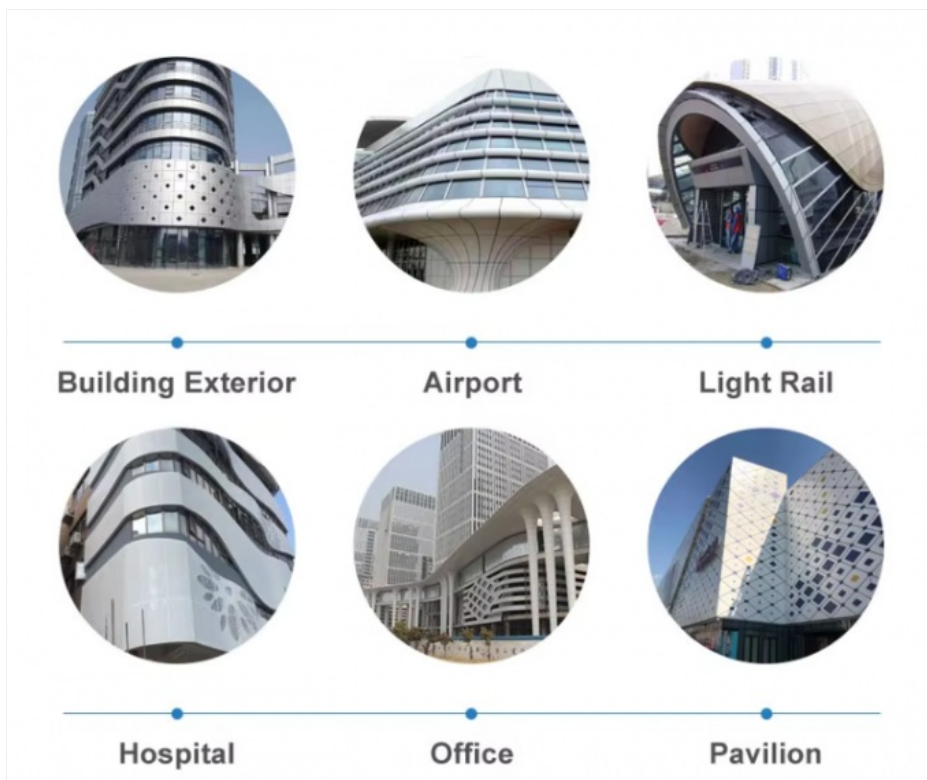 Building Exterior
Airport
Light Rail
Hospital
Office
Pavilion